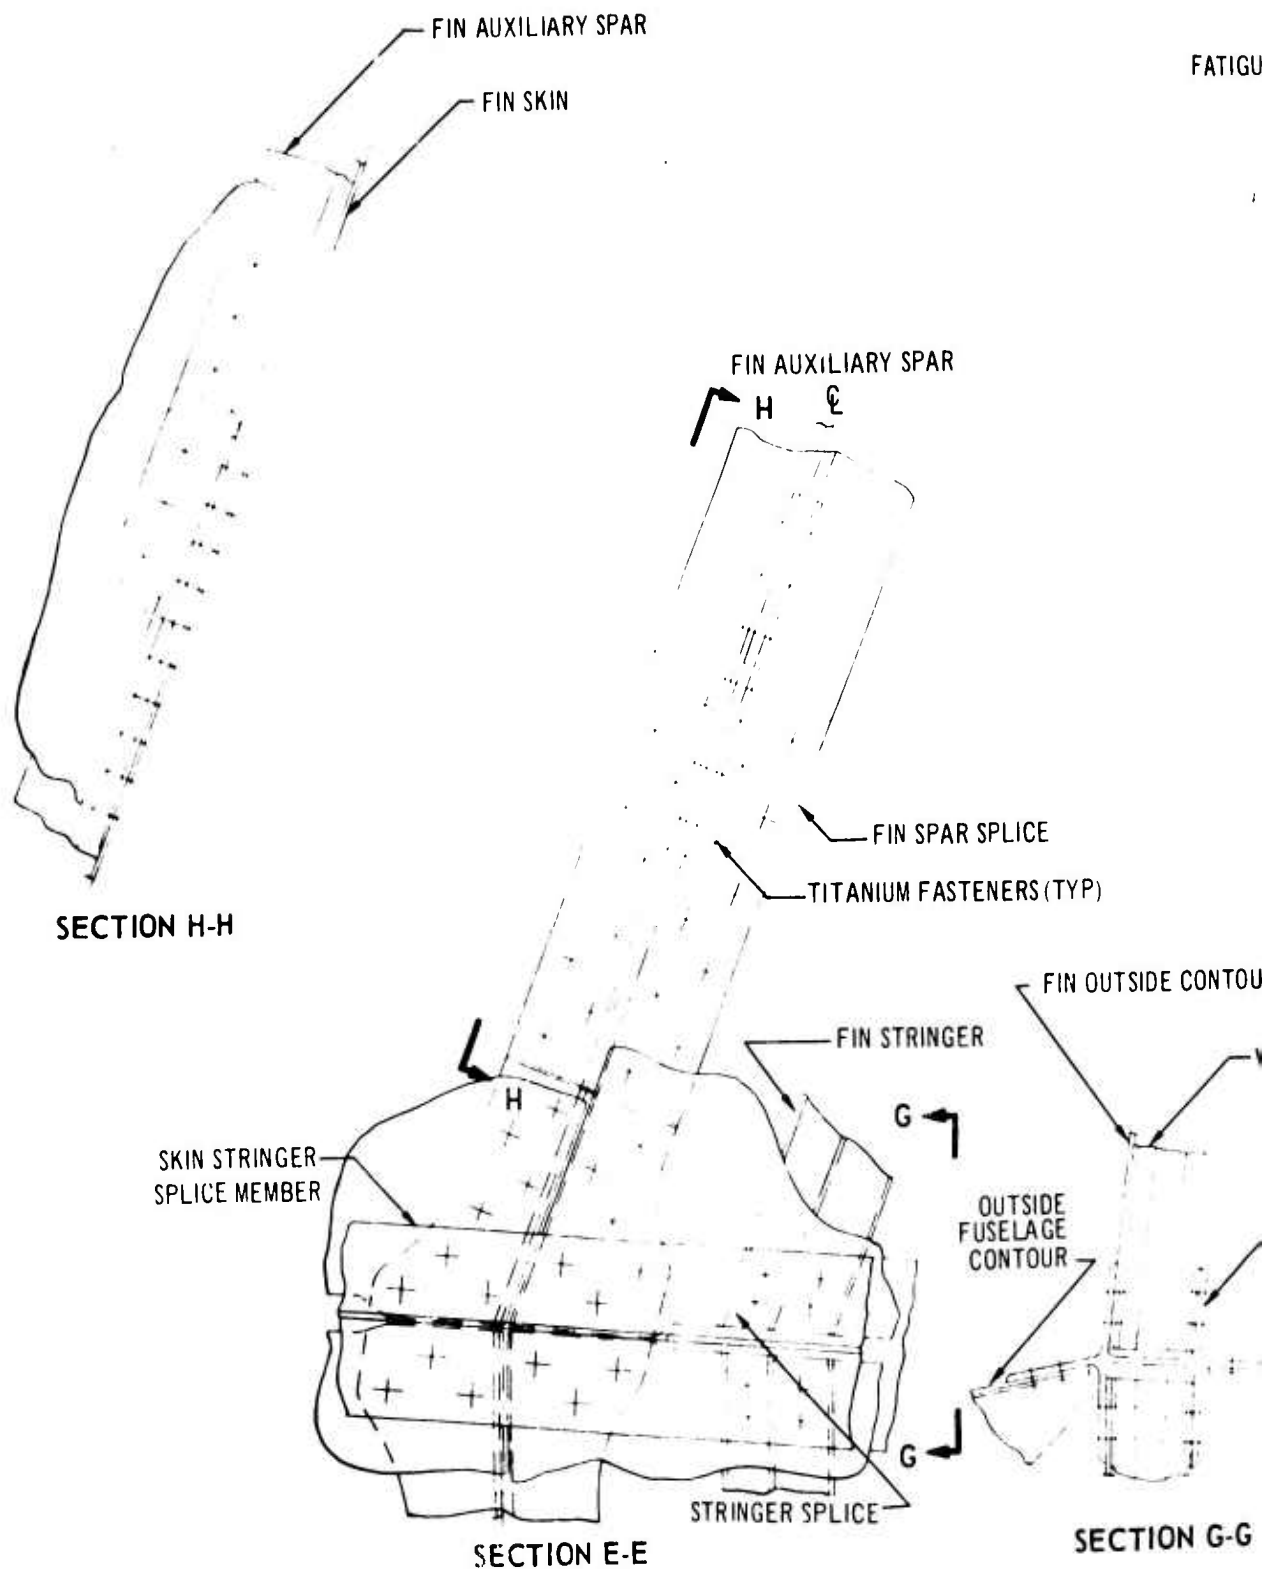 FIN AUXILIARY SPAR
FATIGU
FIN SKIN
FIN AUXILIARY SPAR
H
℄
FIN SPAR SPLICE
TITANIUM FASTENERS (TYP)
SECTION H-H
FIN OUTSIDE CONTOU
FIN STRINGER
H
G
SKIN STRINGER
SPLICE MEMBER
OUTSIDE
FUSELAGE
CONTOUR
G
STRINGER SPLICE
SECTION E-E
SECTION G-G